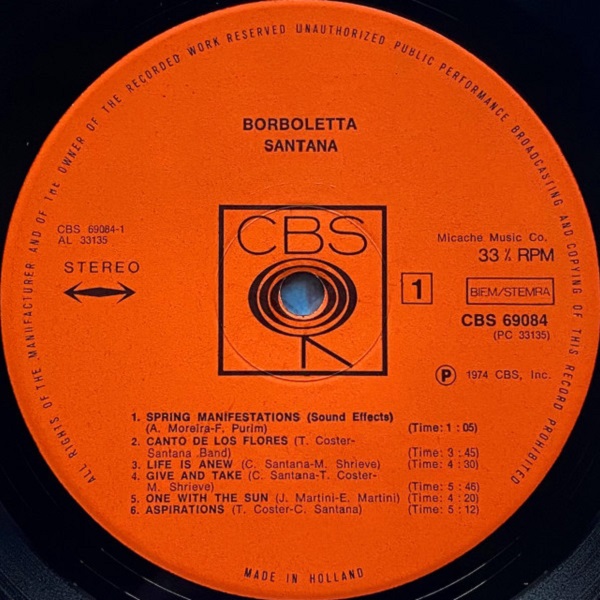 ALL RIGHTS OF THE MANUFACTURER AND OF THE OWNER OF THE RECORDED WORK RESERVED UNAUTHORIZED PUBLIC PERFORMANCE BROADCASTING AND COPYING OF THIS RECORD PROHIBITED
BORBOLETTA
SANTANA
CBS 69084-1
AL 33135
STEREO
CBS
Micache Music Co.
33 ⅓ RPM
1
BIEM/STEMRA
CBS 69084
(PC 33135)
Ⓟ 1974 CBS, Inc.
1. SPRING MANIFESTATIONS (Sound Effects)
(A. Moreira-F. Purim) (Time: 1 : 05)
2. CANTO DE LOS FLORES (T. Coster-
Santana Band) (Time: 3 : 45)
3. LIFE IS ANEW (C. Santana-M. Shrieve) (Time: 4 : 30)
4. GIVE AND TAKE (C. Santana-T. Coster-
M. Shrieve) (Time: 5 : 46)
5. ONE WITH THE SUN (J. Martini-E. Martini) (Time: 4 : 20)
6. ASPIRATIONS (T. Coster-C. Santana) (Time: 5 : 12)
MADE IN HOLLAND